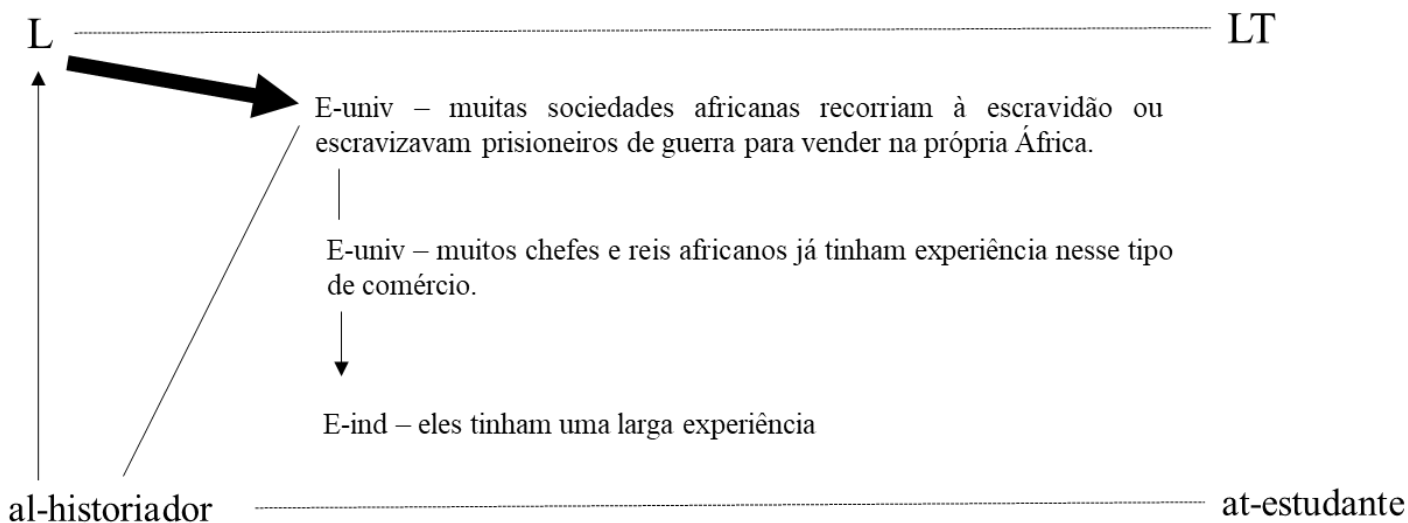 L LT
E-univ – muitas sociedades africanas recorriam à escravidão ou
escravizavam prisioneiros de guerra para vender na própria África.
E-univ – muitos chefes e reis africanos já tinham experiência nesse tipo
de comércio.
E-ind – eles tinham uma larga experiência
al-historiador at-estudante